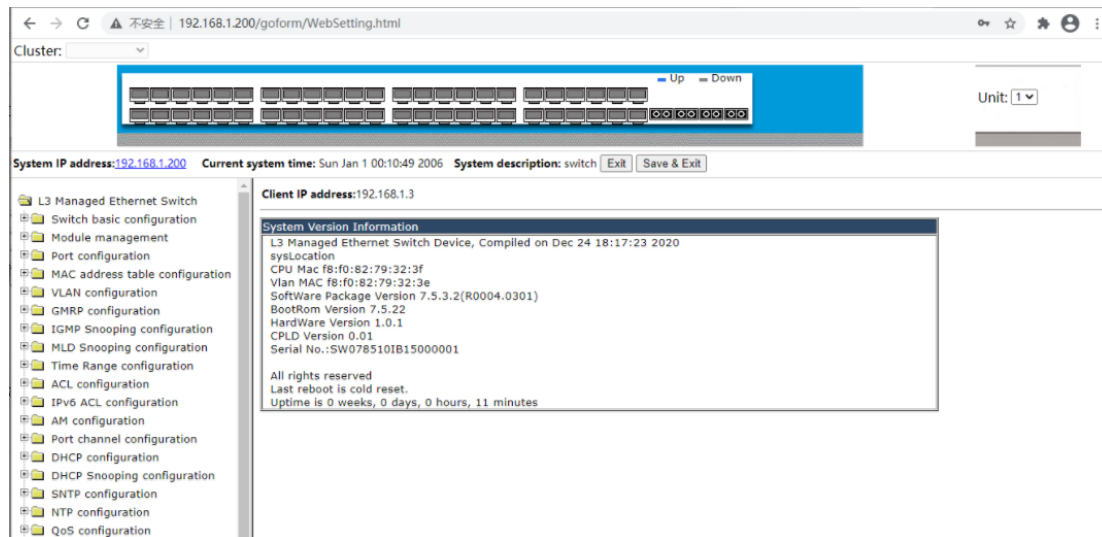 不安全 | 192.168.1.200/goform/WebSetting.html
Cluster:
Up Down
Unit: 1
System IP address:192.168.1.200 Current system time: Sun Jan 1 00:10:49 2006 System description: switch Exit Save & Exit
L3 Managed Ethernet Switch
Switch basic configuration
Module management
Port configuration
MAC address table configuration
VLAN configuration
GMRP configuration
IGMP Snooping configuration
MLD Snooping configuration
Time Range configuration
ACL configuration
IPv6 ACL configuration
AM configuration
Port channel configuration
DHCP configuration
DHCP Snooping configuration
SNTP configuration
NTP configuration
QoS configuration
Client IP address:192.168.1.3
System Version Information
L3 Managed Ethernet Switch Device, Compiled on Dec 24 18:17:23 2020
sysLocation
CPU Mac f8:f0:82:79:32:3f
Vlan MAC f8:f0:82:79:32:3e
SoftWare Package Version 7.5.3.2(R0004.0301)
BootRom Version 7.5.22
HardWare Version 1.0.1
CPLD Version 0.01
Serial No.:SW078510IB15000001
All rights reserved
Last reboot is cold reset.
Uptime is 0 weeks, 0 days, 0 hours, 11 minutes